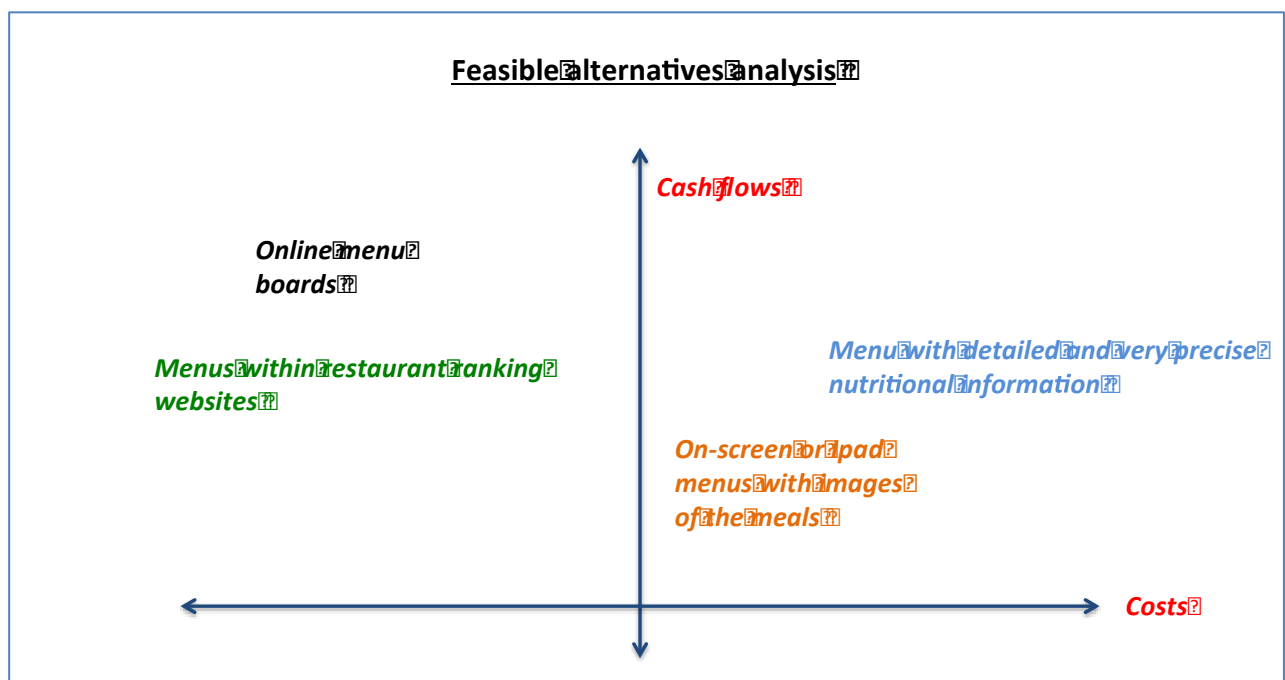 Feasible alternatives analysis
Cash flows
Online menu
boards
Menus within restaurant ranking
websites
Menu with detailed and very precise
nutritional information
On-screen or Ipad
menus with images
of the meals
Costs